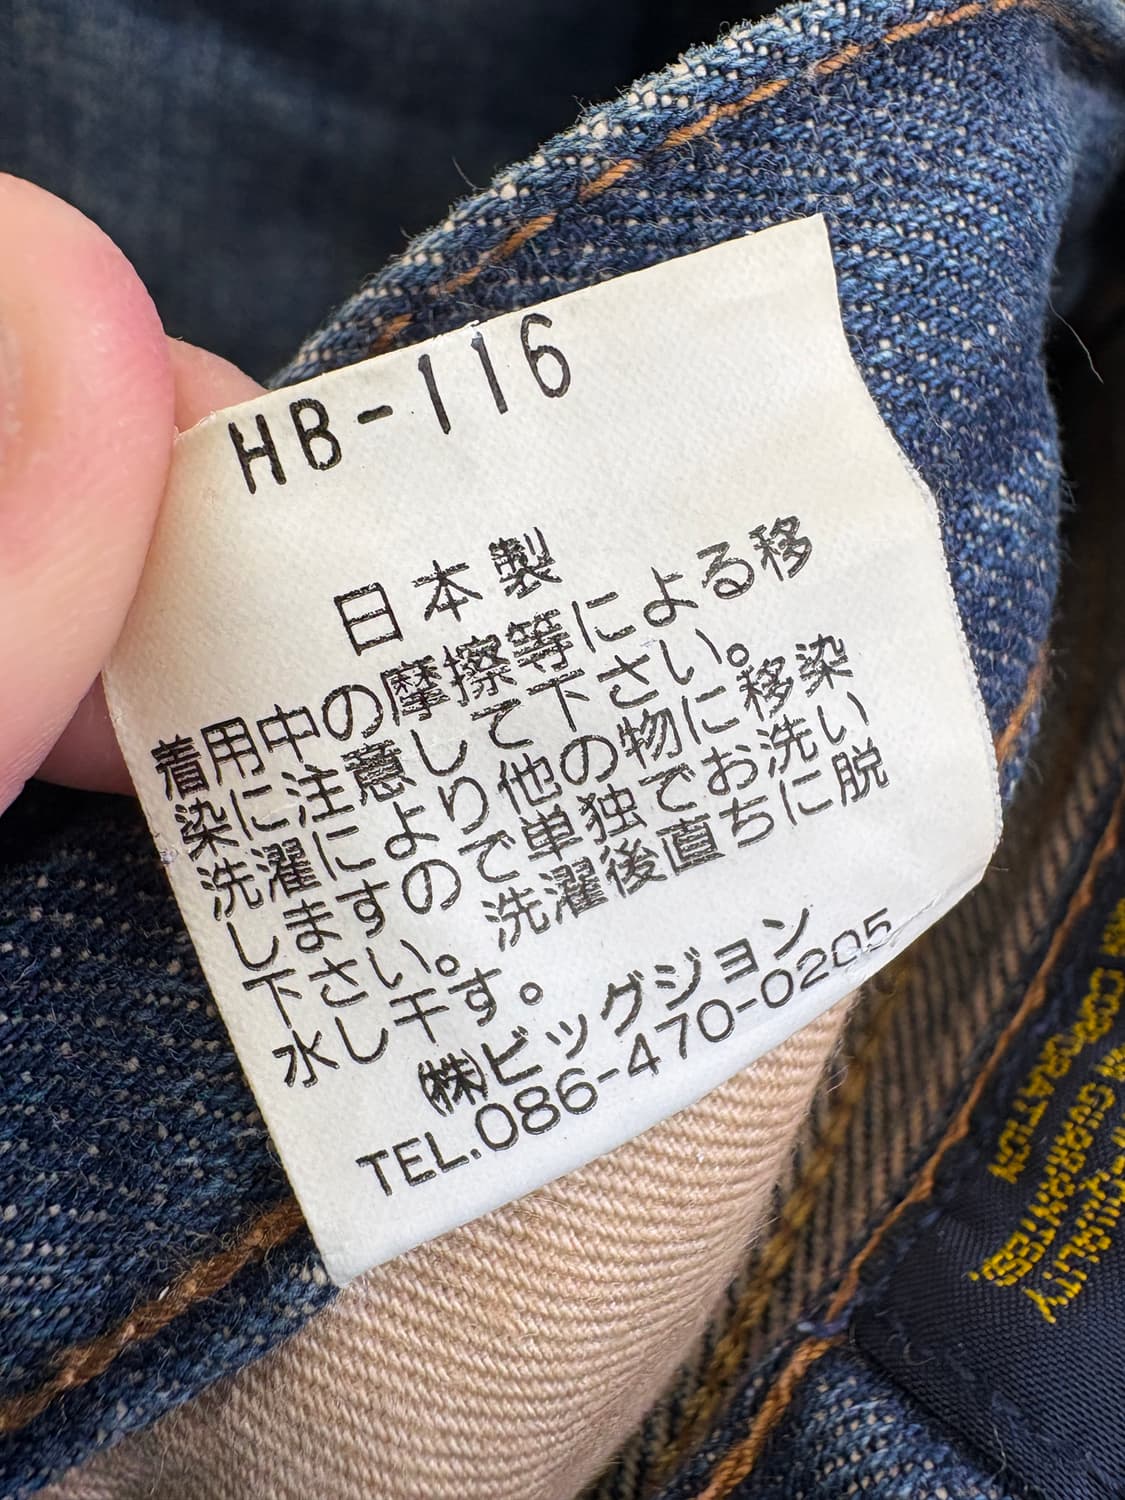 HB-116
日本製
着用中の摩擦等による移
染に注意して下さい。
洗濯により他の物に移染
しますので単独でお洗い
下さい。洗濯後直ちに脱
水し干す。
㈱ビッグジョン
TEL.086-470-0205
CORPORATION
QUALITY